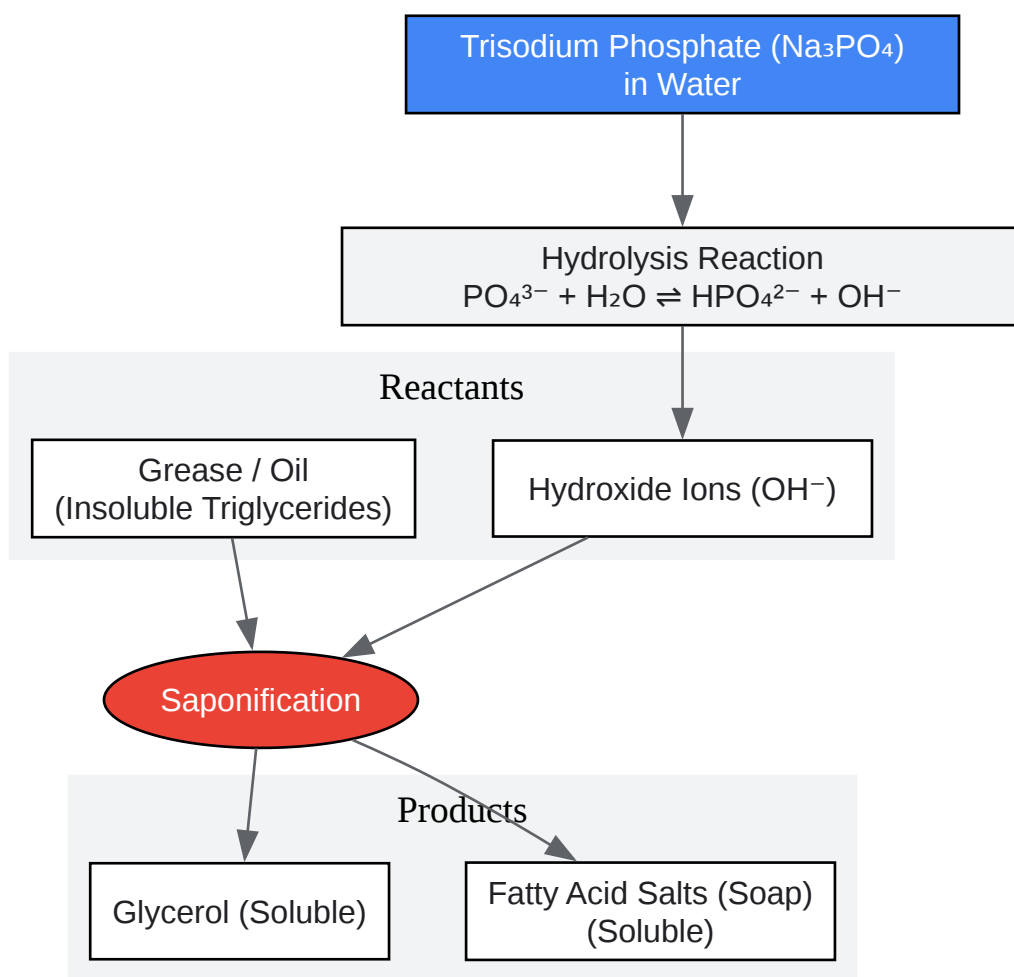 Trisodium Phosphate (Na₃PO₄)
in Water
Hydrolysis Reaction
PO₄³⁻ + H₂O ⇌ HPO₄²⁻ + OH⁻
Reactants
Grease / Oil
(Insoluble Triglycerides)
Hydroxide Ions (OH⁻)
Saponification
Products
Glycerol (Soluble)
Fatty Acid Salts (Soap)
(Soluble)